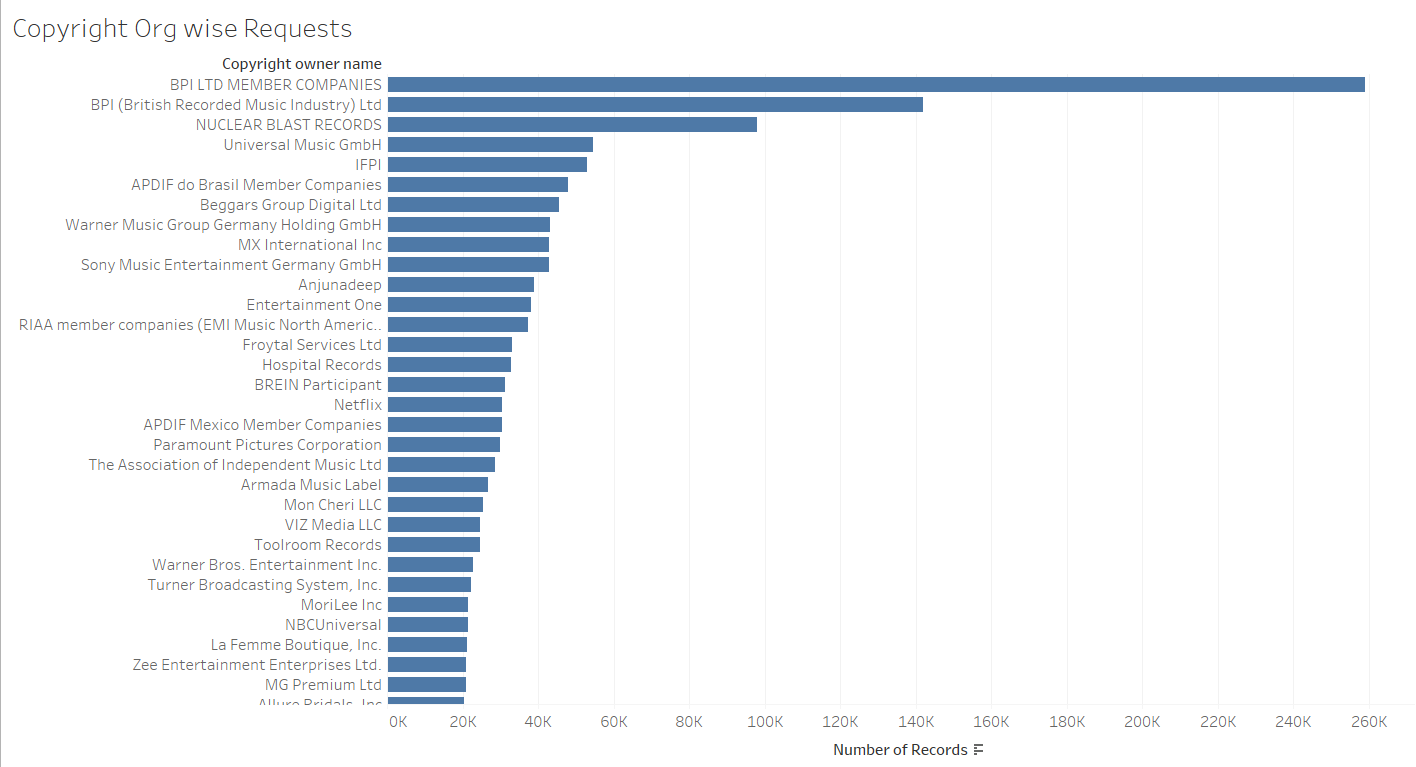 Copyright Org wise Requests
Copyright owner name
BPI LTD MEMBER COMPANIES
BPI (British Recorded Music Industry) Ltd
NUCLEAR BLAST RECORDS
Universal Music GmbH
IFPI
APDIF do Brasil Member Companies
Beggars Group Digital Ltd
Warner Music Group Germany Holding GmbH
MX International Inc
Sony Music Entertainment Germany GmbH
Anjunadeep
Entertainment One
RIAA member companies (EMI Music North Americ..
Froytal Services Ltd
Hospital Records
BREIN Participant
Netflix
APDIF Mexico Member Companies
Paramount Pictures Corporation
The Association of Independent Music Ltd
Armada Music Label
Mon Cheri LLC
VIZ Media LLC
Toolroom Records
Warner Bros. Entertainment Inc.
Turner Broadcasting System, Inc.
MoriLee Inc
NBCUniversal
La Femme Boutique, Inc.
Zee Entertainment Enterprises Ltd.
MG Premium Ltd
Allure Bridals, Inc
0K 20K 40K 60K 80K 100K 120K 140K 160K 180K 200K 220K 240K 260K
Number of Records